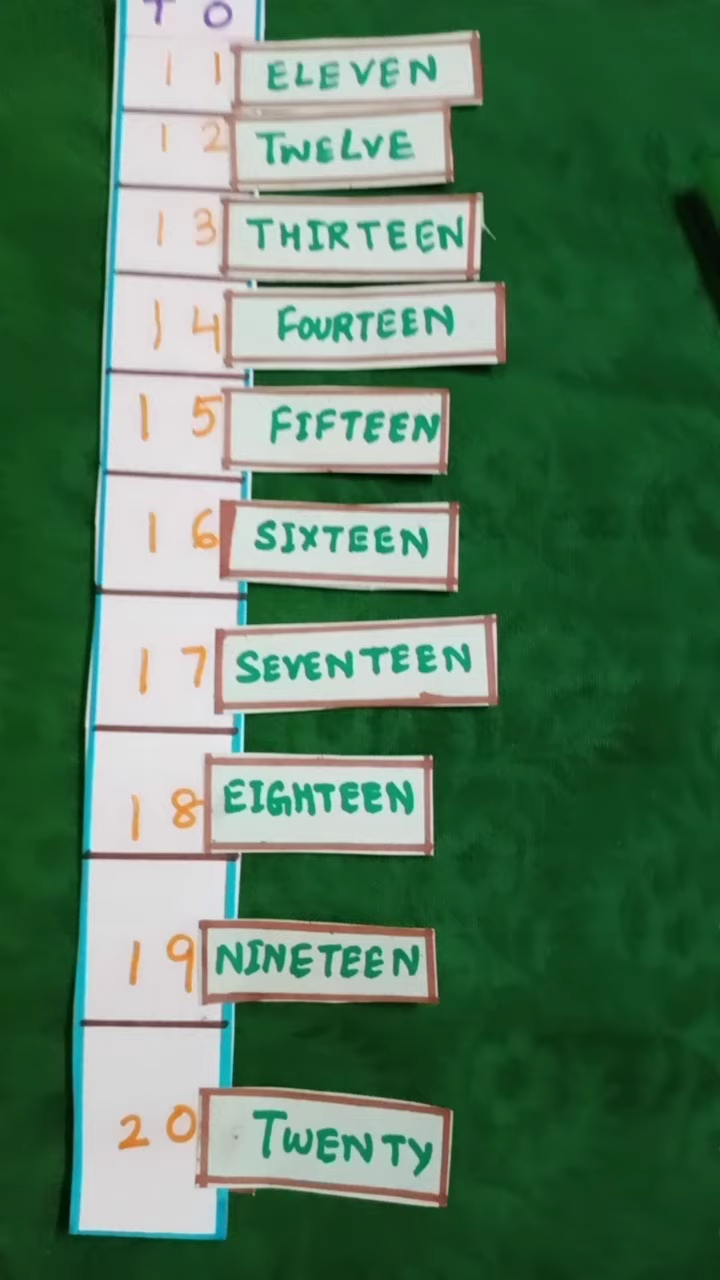 T O
1 1 ELEVEN
1 2 TWELVE
1 3 THIRTEEN
1 4 FOURTEEN
1 5 FIFTEEN
1 6 SIXTEEN
1 7 SEVENTEEN
1 8 EIGHTEEN
1 9 NINETEEN
2 0 TWENTY